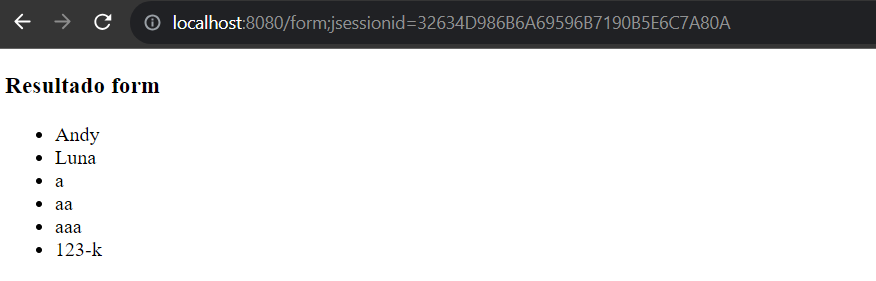 localhost:8080/form;jsessionid=32634D986B6A69596B7190B5E6C7A80A
Resultado form
Andy
Luna
a
aa
aaa
123-k